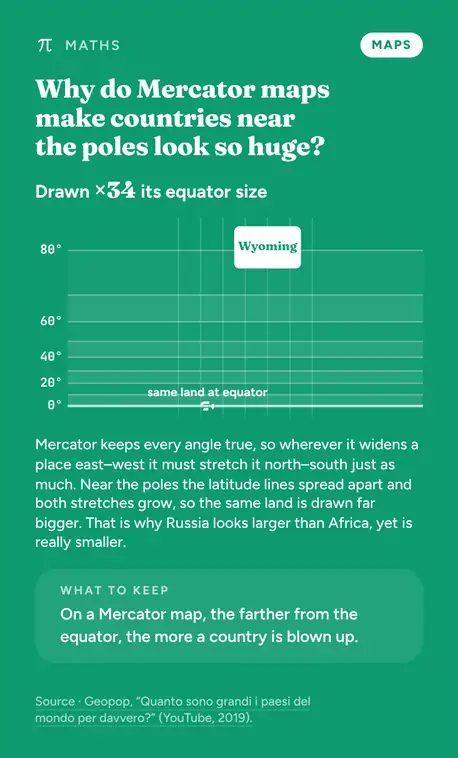 π MATHS
MAPS
Why do Mercator maps
make countries near
the poles look so huge?
Drawn ×34 its equator size
80°
Wyoming
60°
40°
20°
same land at equator
0°
Mercator keeps every angle true, so wherever it widens a
place east–west it must stretch it north–south just as
much. Near the poles the latitude lines spread apart and
both stretches grow, so the same land is drawn far
bigger. That is why Russia looks larger than Africa, yet is
really smaller.
WHAT TO KEEP
On a Mercator map, the farther from the
equator, the more a country is blown up.
Source · Geopop, “Quanto sono grandi i paesi del
mondo per davvero?” (YouTube, 2019).